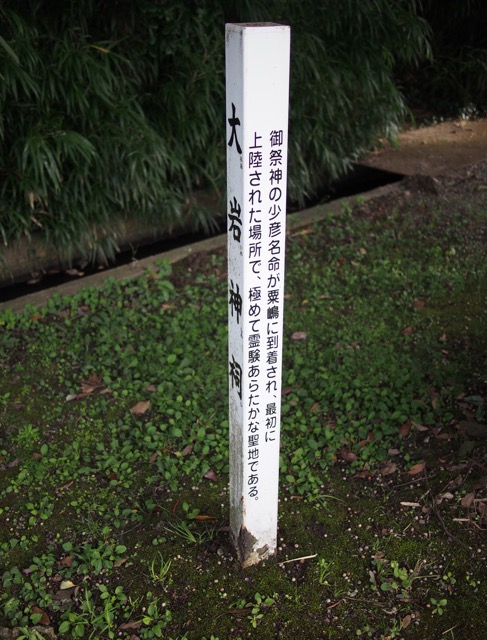 大岩神祠
御祭神の少彦名命が粟嶋に到着され、最初に
上陸された場所で、極めて霊験あらたかな聖地である。